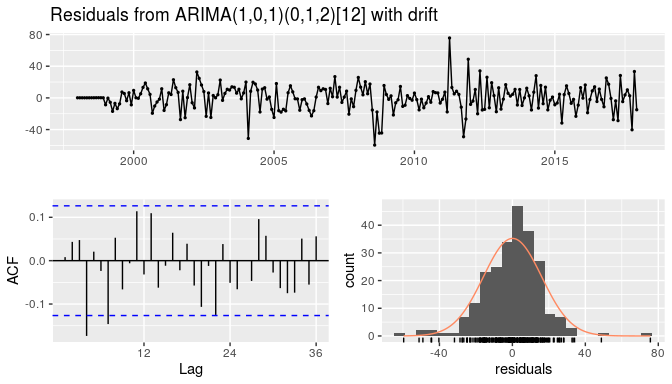 Residuals from ARIMA(1,0,1)(0,1,2)[12] with drift
80
40
0
-40
2000 2005 2010 2015
ACF
0.1
0.0
-0.1
12 24 36
Lag
count
40
30
20
10
0
-40 0 40 80
residuals